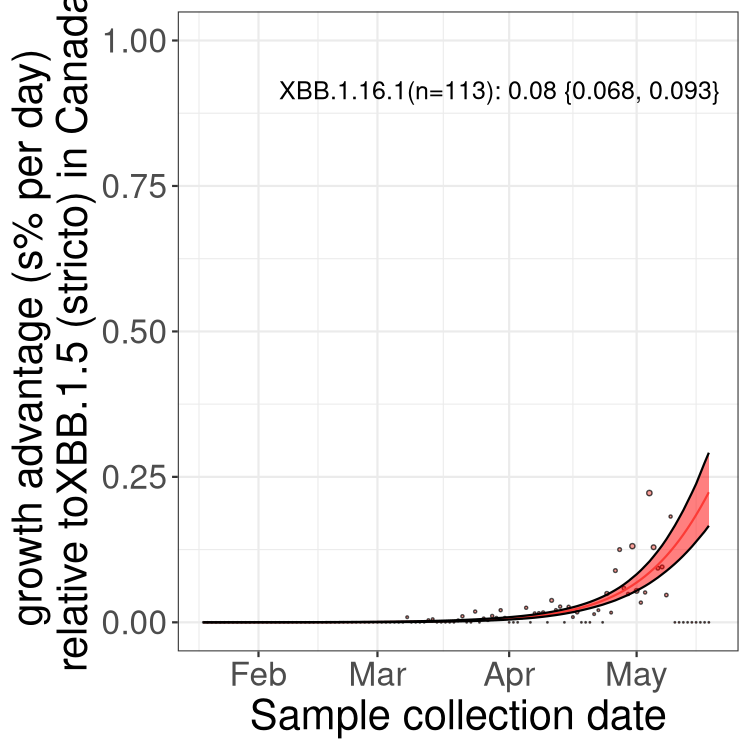 growth advantage (s% per day)
relative toXBB.1.5 (stricto) in Canada
1.00
0.75
0.50
0.25
0.00
XBB.1.16.1(n=113): 0.08 {0.068, 0.093}
Feb Mar Apr May
Sample collection date